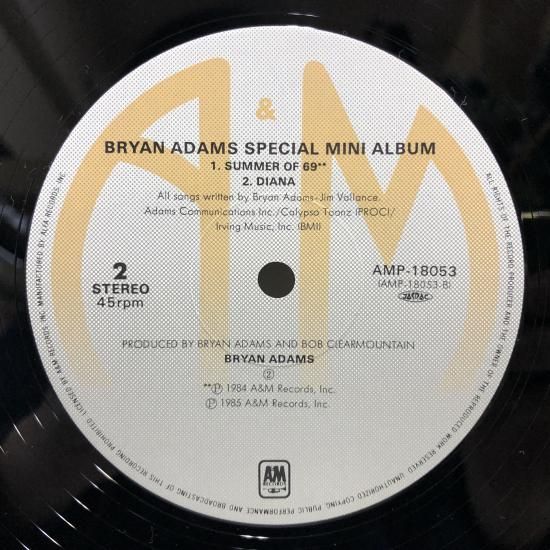 A&M
BRYAN ADAMS SPECIAL MINI ALBUM
1. SUMMER OF 69**
2. DIANA
All songs written by Bryan Adams-Jim Vallance.
Adams Communications Inc./Calypso Toonz (PROC)/
Irving Music, Inc. (BMI)
2
STEREO
45rpm
AMP-18053
(AMP-18053-B)
JASRAC
PRODUCED BY BRYAN ADAMS AND BOB CLEARMOUNTAIN
BRYAN ADAMS
②
**Ⓟ 1984 A&M Records, Inc.
Ⓟ 1985 A&M Records, Inc.
A&M
RECORDS
MANUFACTURED BY ALFA RECORDS INC.
ALL RIGHTS OF THE RECORD PRODUCER AND OF THE OWNER OF THE REPRODUCED WORK RESERVED. UNAUTHORIZED COPYING PUBLIC PERFORMANCE AND BROADCASTING OF THIS RECORDING PROHIBITED. LICENSED BY A&M RECORDS INC.